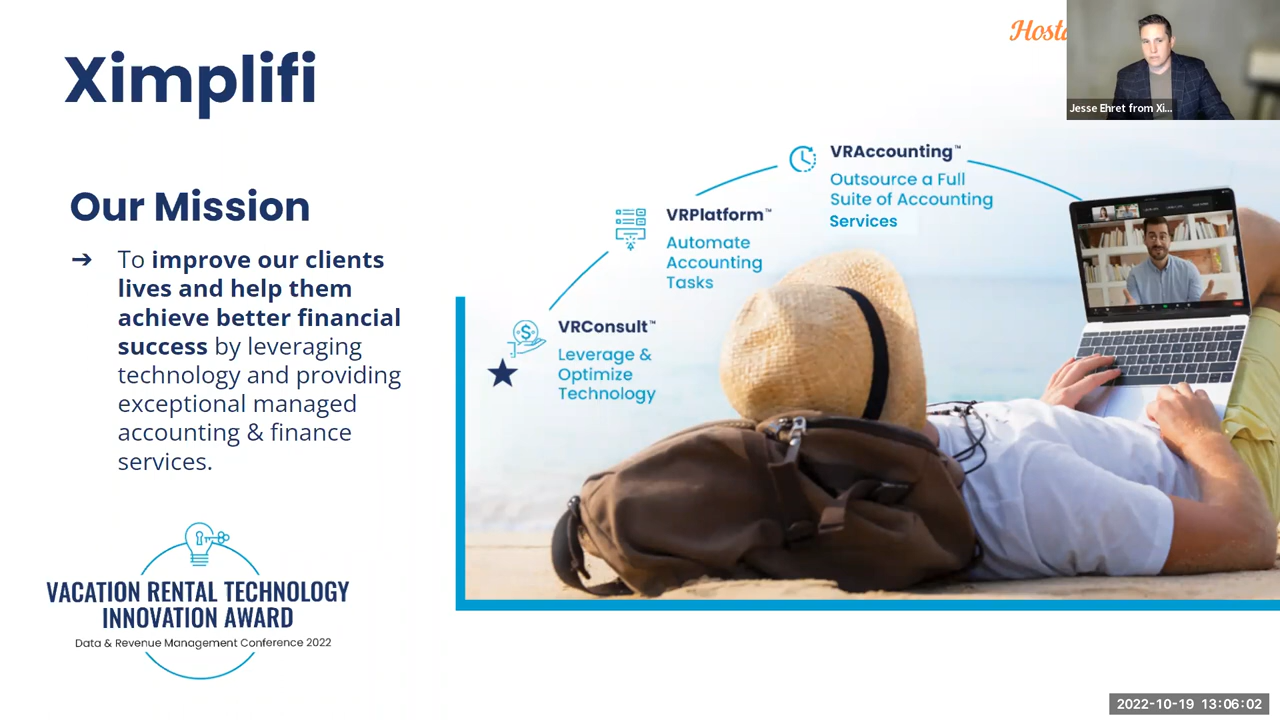 Ximplifi
Our Mission
➔ To improve our clients
lives and help them
achieve better financial
success by leveraging
technology and providing
exceptional managed
accounting & finance
services.
VACATION RENTAL TECHNOLOGY
INNOVATION AWARD
Data & Revenue Management Conference 2022
VRConsult™
Leverage &
Optimize
Technology
VRPlatform™
Automate
Accounting
Tasks
VRAccounting™
Outsource a Full
Suite of Accounting
Services
Jesse Ehret from Xi...
2022-10-19 13:06:02